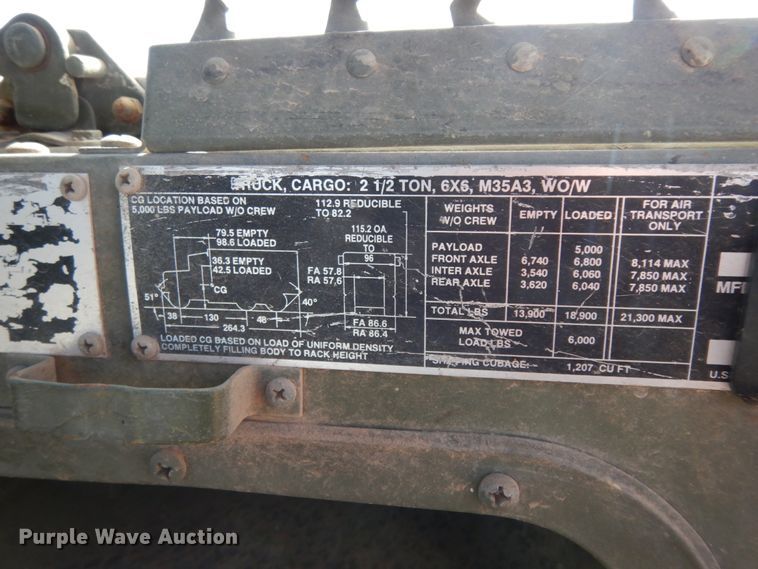 TRUCK, CARGO: 2 1/2 TON, 6X6, M35A3, WO/W
CG LOCATION BASED ON
5,000 LBS PAYLOAD W/O CREW
112.9 REDUCIBLE
TO 82.2
79.5 EMPTY
98.6 LOADED
115.2 OA
REDUCIBLE
TO
96
36.3 EMPTY
42.5 LOADED
FA 57.8
RA 57.6
CG
51°
40°
38
130
48
264.3
FA 86.6
RA 86.4
LOADED CG BASED ON LOAD OF UNIFORM DENSITY
COMPLETELY FILLING BODY TO RACK HEIGHT
WEIGHTS
W/O CREW
EMPTY
LOADED
FOR AIR
TRANSPORT
ONLY
PAYLOAD 5,000
FRONT AXLE 6,740 6,800 8,114 MAX
INTER AXLE 3,540 6,060 7,850 MAX
REAR AXLE 3,620 6,040 7,850 MAX
TOTAL LBS 13,900 18,900 21,300 MAX
MAX TOWED
LOAD LBS 6,000
SHIPPING CUBAGE: 1,207 CU FT
U.S
Purple Wave Auction